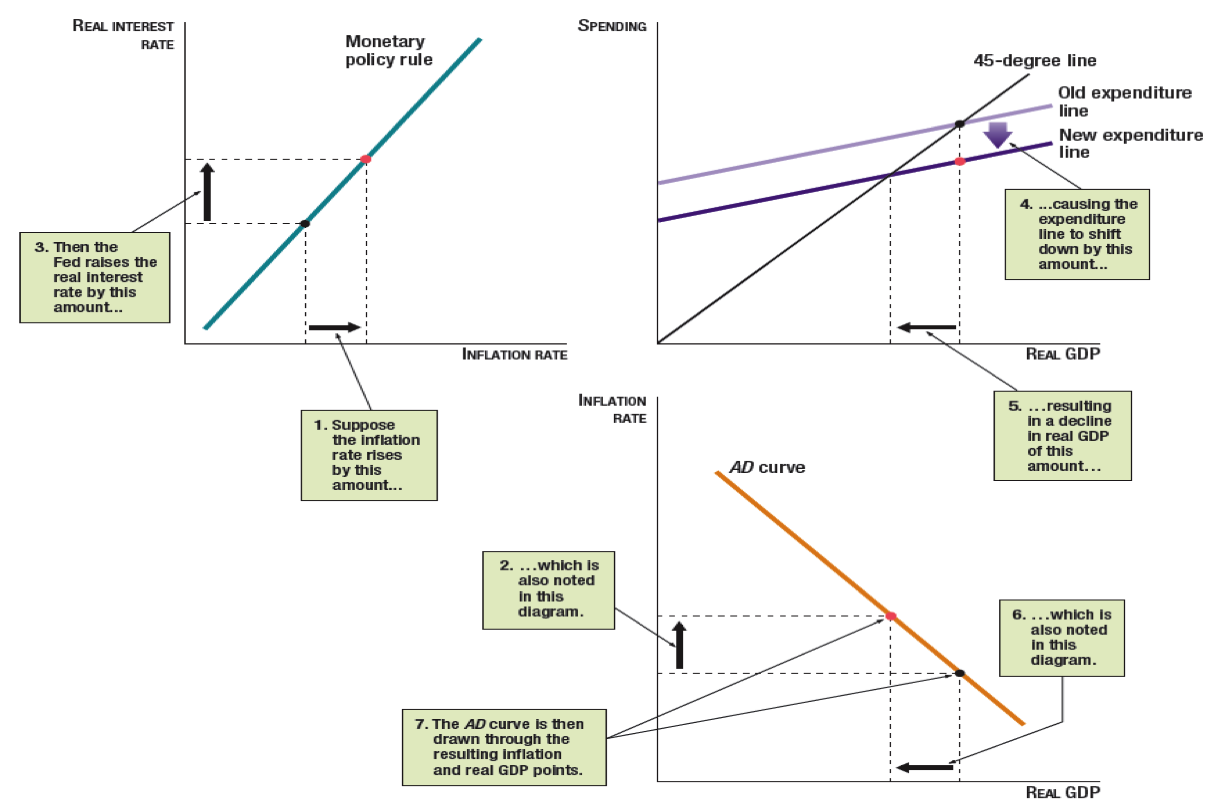 REAL INTEREST
RATE
Monetary
policy rule
3. Then the
Fed raises the
real interest
rate by this
amount...
INFLATION RATE
1. Suppose
the inflation
rate rises
by this
amount...
SPENDING
45-degree line
Old expenditure
line
New expenditure
line
4. ...causing the
expenditure
line to shift
down by this
amount...
REAL GDP
5. ...resulting
in a decline
in real GDP
of this
amount...
INFLATION
RATE
AD curve
2. ...which is
also noted
in this
diagram.
6. ...which is
also noted
in this
diagram.
7. The AD curve is then
drawn through the
resulting inflation
and real GDP points.
REAL GDP